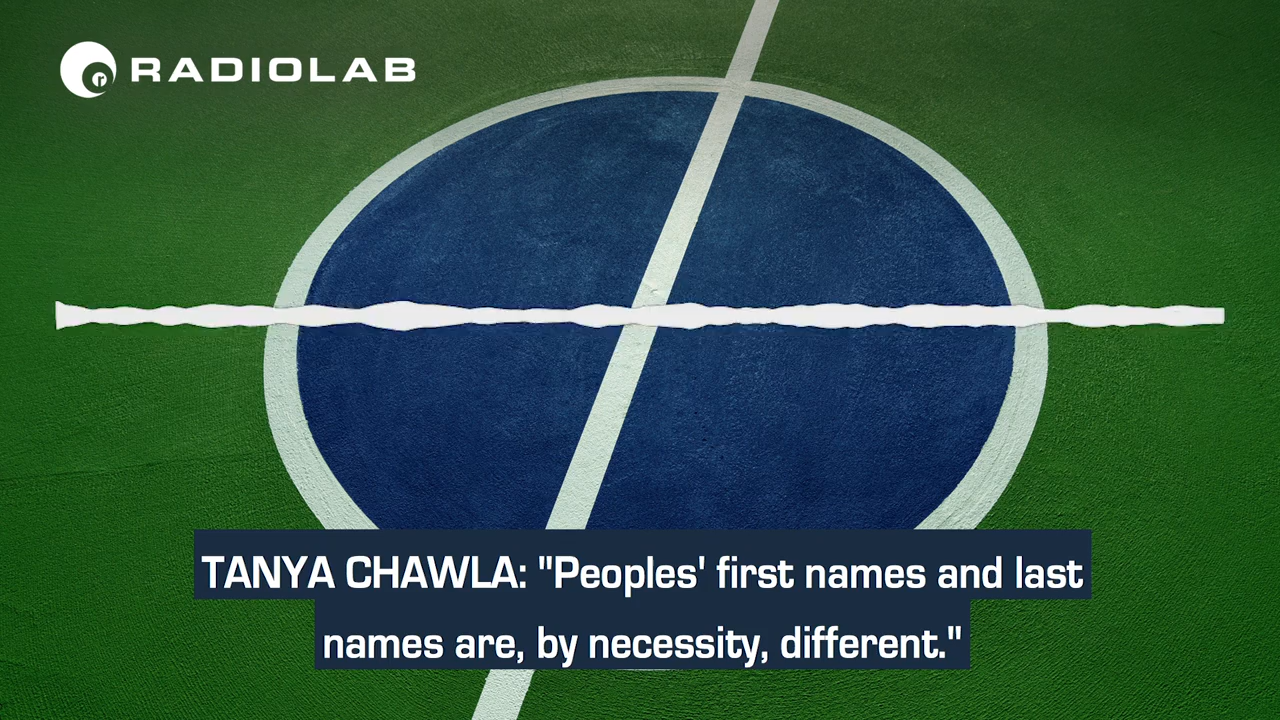 RADIOLAB
TANYA CHAWLA: "Peoples' first names and last
names are, by necessity, different."